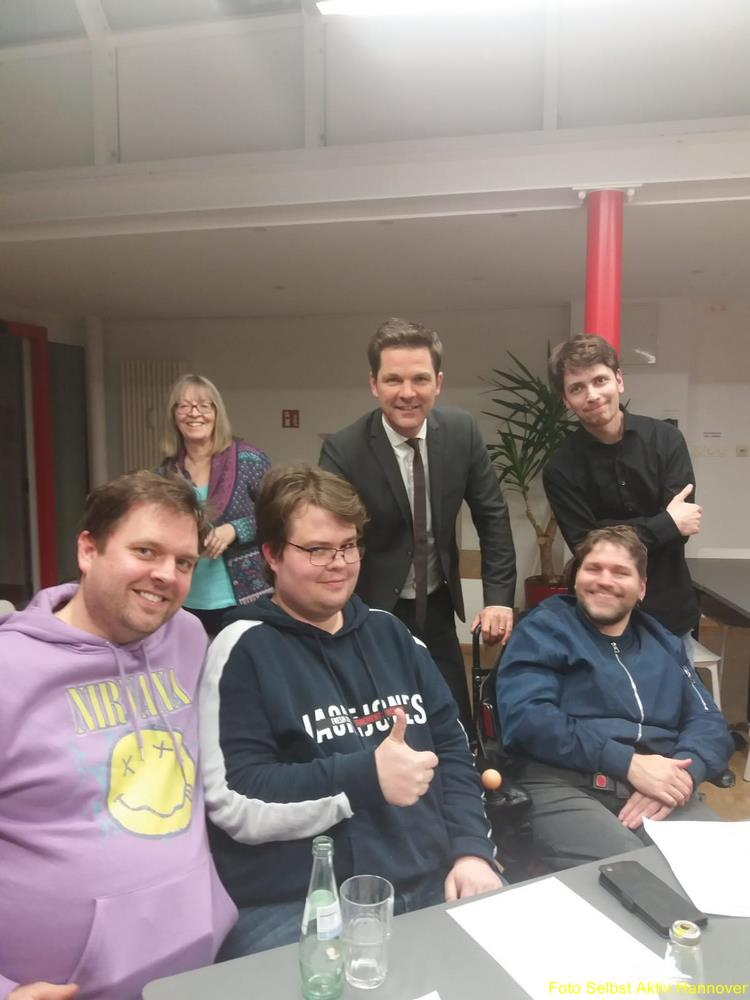 NIRVANA
JACK&JONES
Foto Selbst Aktiv Hannover